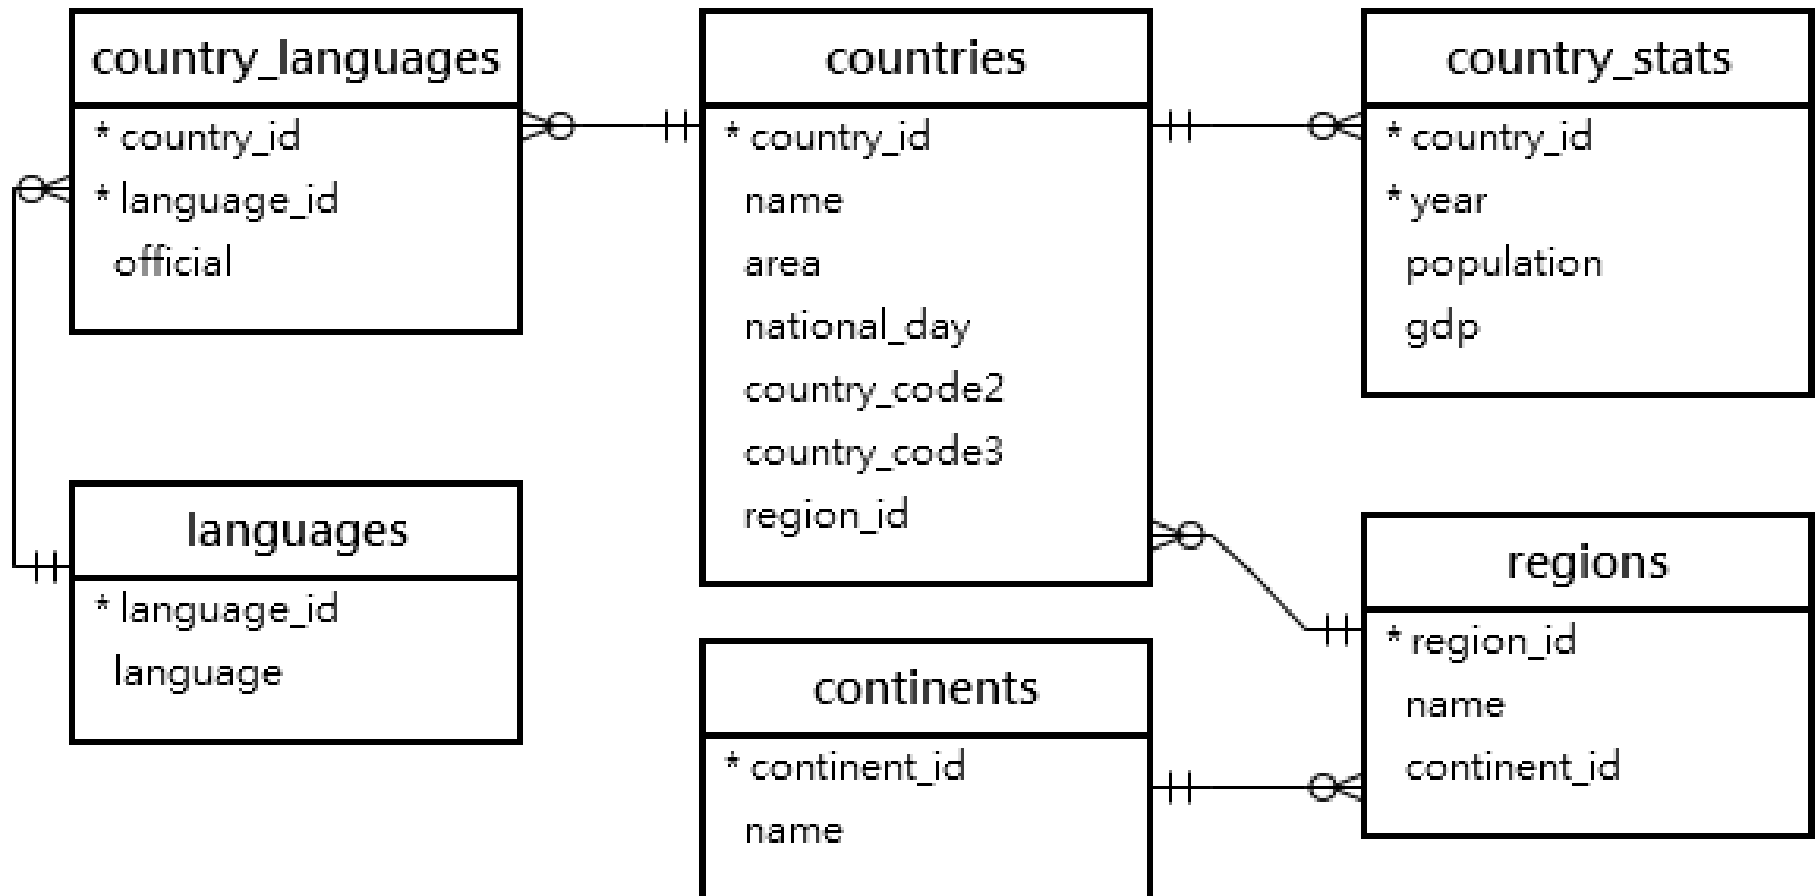 country_languages
* country_id
* language_id
official
countries
* country_id
name
area
national_day
country_code2
country_code3
region_id
country_stats
* country_id
* year
population
gdp
languages
* language_id
language
continents
* continent_id
name
regions
* region_id
name
continent_id